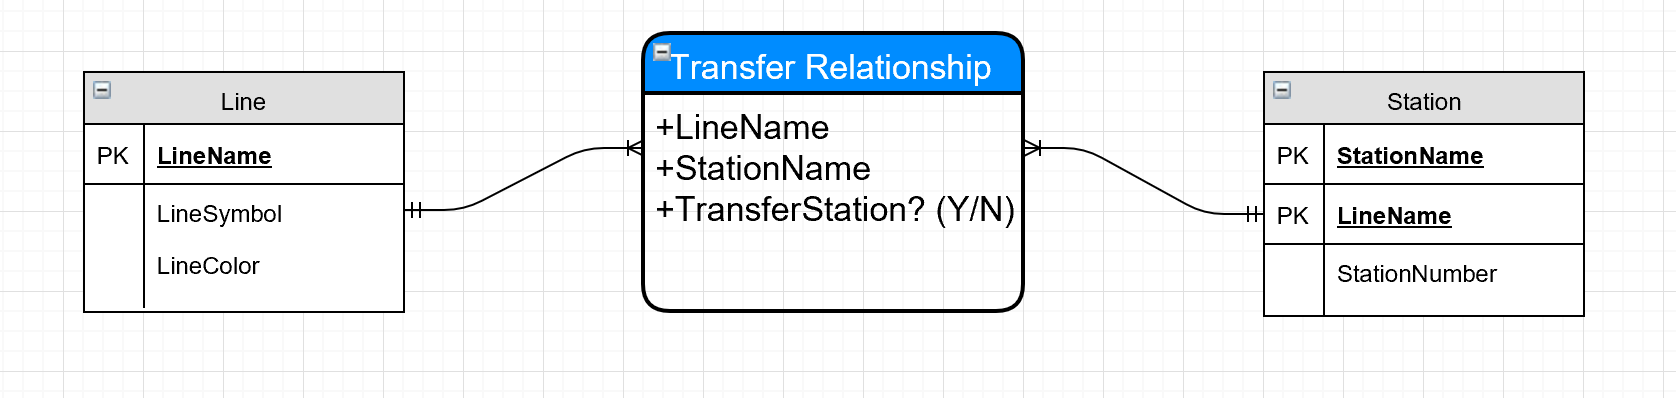 Line
PK LineName
LineSymbol
LineColor
Transfer Relationship
+LineName
+StationName
+TransferStation? (Y/N)
Station
PK StationName
PK LineName
StationNumber